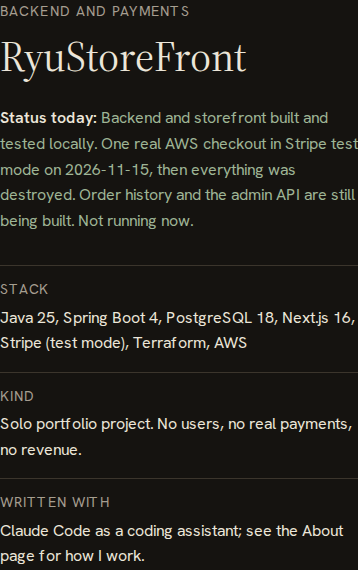 BACKEND AND PAYMENTS
RyuStoreFront
Status today: Backend and storefront built and
tested locally. One real AWS checkout in Stripe test
mode on 2026-11-15, then everything was
destroyed. Order history and the admin API are still
being built. Not running now.
STACK
Java 25, Spring Boot 4, PostgreSQL 18, Next.js 16,
Stripe (test mode), Terraform, AWS
KIND
Solo portfolio project. No users, no real payments,
no revenue.
WRITTEN WITH
Claude Code as a coding assistant; see the About
page for how I work.